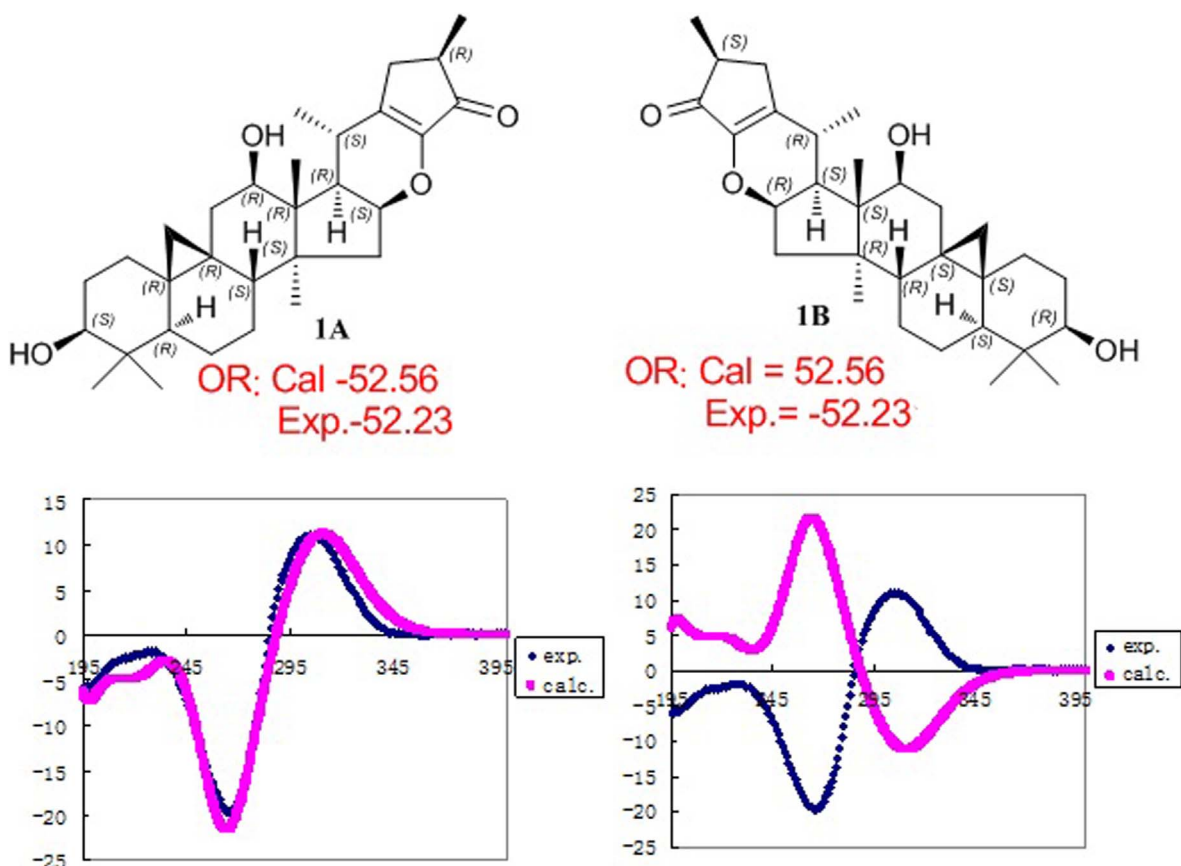 (R)
O
(S)
OH
(R)
O
(R)
(R)
(S)
H
H
(S)
(R)
(R)
(S)
H
(S)
(R)
HO
1A
OR: Cal -52.56
Exp.-52.23
(S)
O
(R)
OH
(S)
O
(R)
(S)
H
H
(R)
(S)
(S)
(R)
H
(R)
(S)
OH
1B
OR: Cal = 52.56
Exp.= -52.23
15
10
5
0
-5
-10
-15
-20
-25
195
245
295
345
395
exp.
calc.
25
20
15
10
5
0
-5
-10
-15
-20
-25
195
245
295
345
395
exp.
calc.